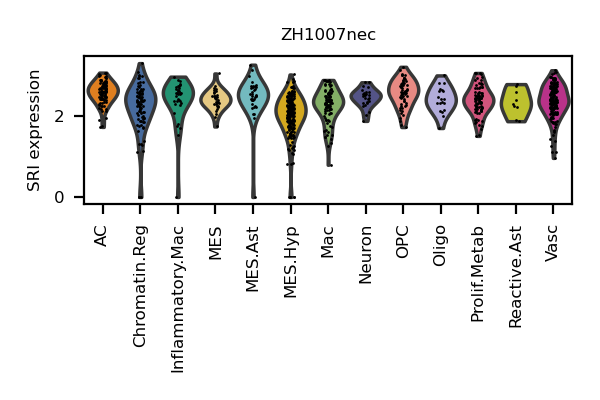 ZH1007nec
SRI expression
2
0
AC
Chromatin.Reg
Inflammatory.Mac
MES
MES.Ast
MES.Hyp
Mac
Neuron
OPC
Oligo
Prolif.Metab
Reactive.Ast
Vasc